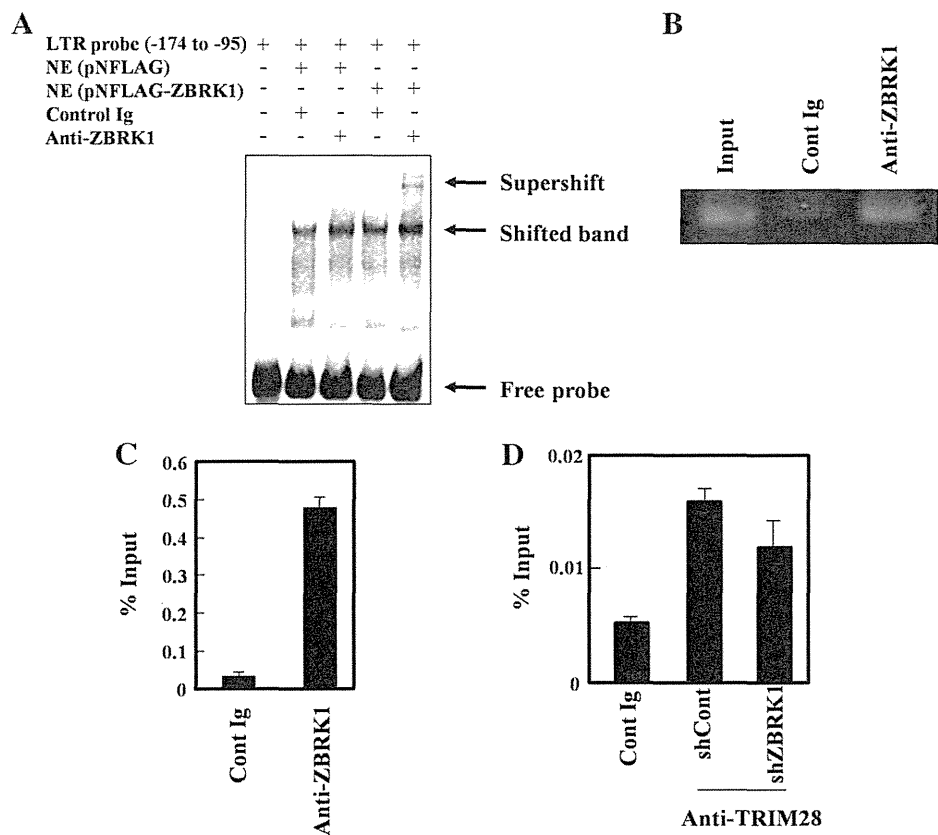 A
LTR probe (-174 to -95) + + + + +
NE (pNFLAG) - + + - -
NE (pNFLAG-ZBRK1) - - - + +
Control Ig - + - + -
Anti-ZBRK1 - - + - +
Supershift
Shifted band
Free probe
B
Input
Cont Ig
Anti-ZBRK1
C
0.6
0.5
0.4
0.3
0.2
0.1
0
% Input
Cont Ig
Anti-ZBRK1
D
0.02
0.01
0
% Input
Cont Ig
shCont
shZBRK1
Anti-TRIM28